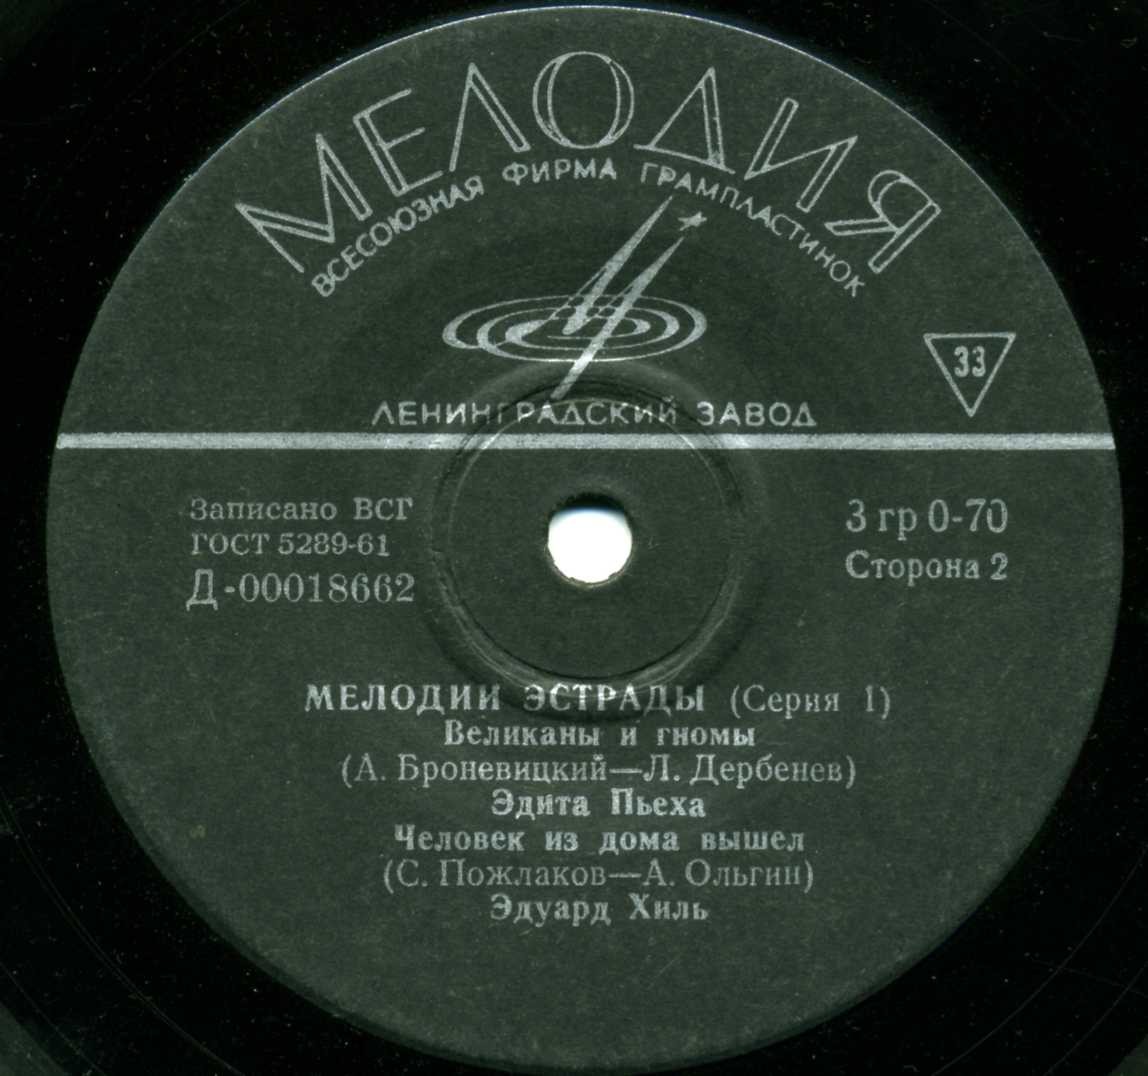 МЕЛОДИЯ
ВСЕСОЮЗНАЯ ФИРМА ГРАМПЛАСТИНОК
33
ЛЕНИНГРАДСКИЙ ЗАВОД
Записано ВСГ
ГОСТ 5289-61
Д-00018662
3 гр 0-70
Сторона 2
МЕЛОДИИ ЭСТРАДЫ (Серия 1)
Великаны и гномы
(А. Броневицкий—Л. Дербенев)
Эдита Пьеха
Человек из дома вышел
(С. Пожлаков—А. Ольгин)
Эдуард Хиль